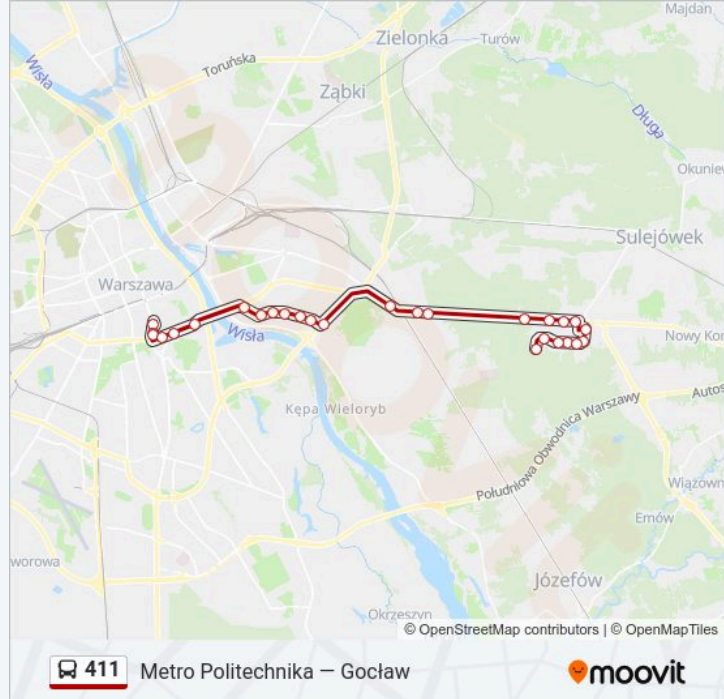 Majdan
Zielonka
Turów
Wisła
Toruńska
Ząbki
Długa
Okuniew
Sulejówek
Warszawa
Wisła
Nowy Kon
Kępa Wieloryb
Autos
Południowa Obwodnica Warszawy
Wiązown
Emów
worowa
Józefów
Okrzeszyn
© OpenStreetMap contributors | © OpenMapTiles
411 Metro Politechnika — Gocław moovit